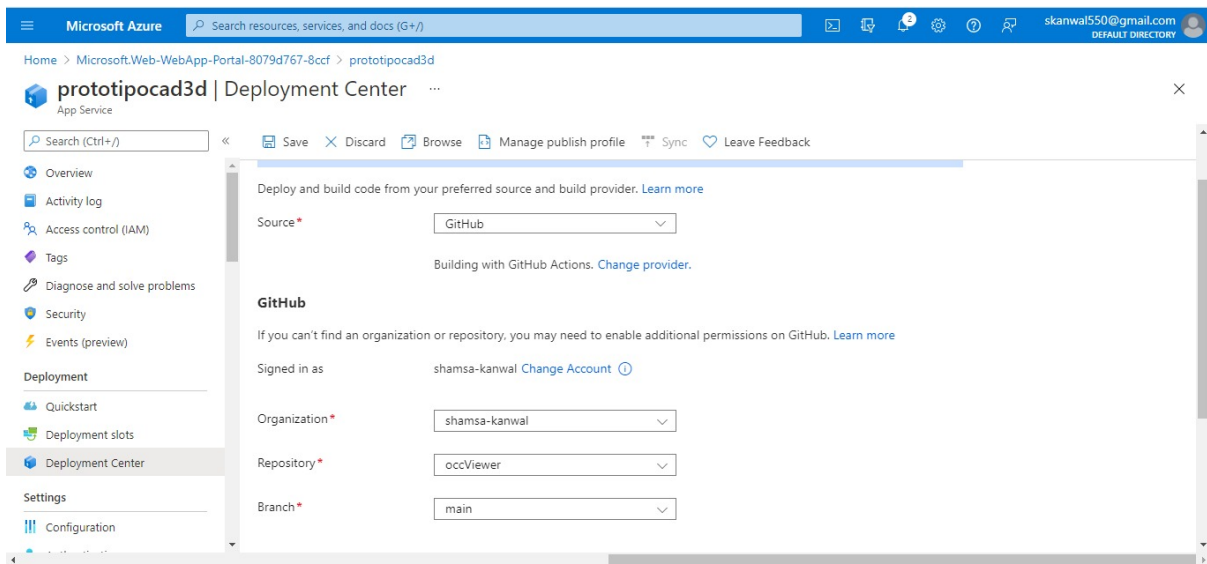 Microsoft Azure
Search resources, services, and docs (G+/)
2
skanwal550@gmail.com
DEFAULT DIRECTORY
Home > Microsoft.Web-WebApp-Portal-8079d767-8ccf > prototipocad3d
prototipocad3d | Deployment Center ...
App Service
Search (Ctrl+/)
«
Save Discard Browse Manage publish profile Sync Leave Feedback
Overview
Activity log
Access control (IAM)
Tags
Diagnose and solve problems
Security
Events (preview)
Deployment
Quickstart
Deployment slots
Deployment Center
Settings
Configuration
Deploy and build code from your preferred source and build provider. Learn more
Source*
GitHub
Building with GitHub Actions. Change provider.
GitHub
If you can't find an organization or repository, you may need to enable additional permissions on GitHub. Learn more
Signed in as
shamsa-kanwal Change Account
Organization*
shamsa-kanwal
Repository*
occViewer
Branch*
main